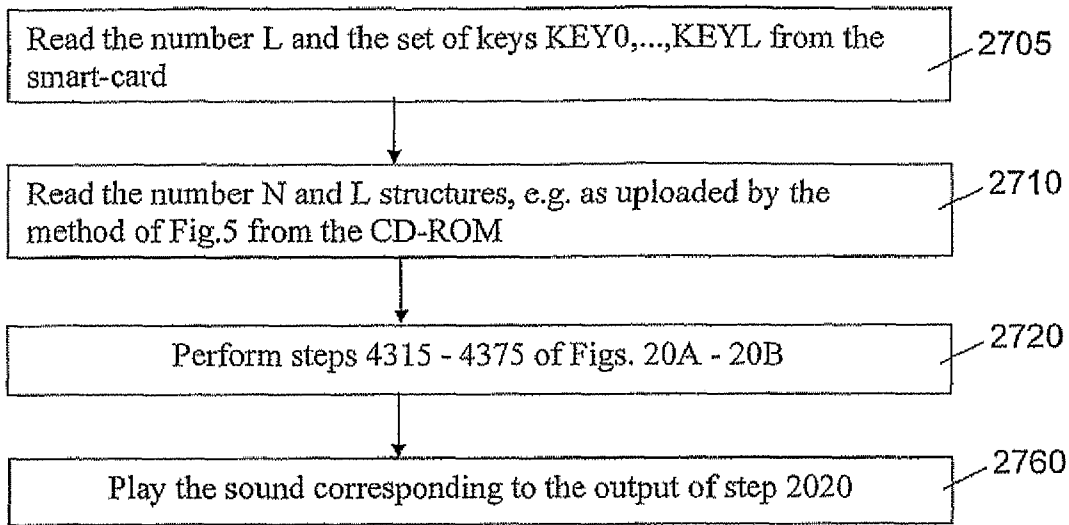 Read the number L and the set of keys KEY0,...,KEYL from the
smart-card
2705
Read the number N and L structures, e.g. as uploaded by the
method of Fig.5 from the CD-ROM
2710
Perform steps 4315 - 4375 of Figs. 20A - 20B
2720
Play the sound corresponding to the output of step 2020
2760